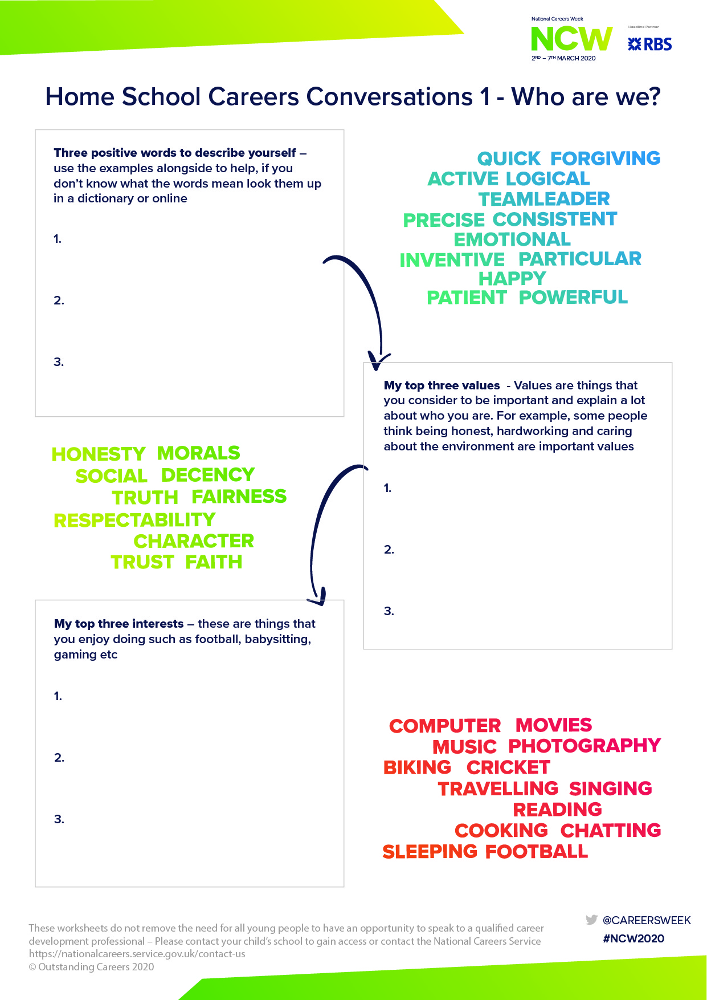 National Careers Week
NCW
2ND – 7TH MARCH 2020
Headline Partner:
RBS
Home School Careers Conversations 1 - Who are we?
Three positive words to describe yourself –
use the examples alongside to help, if you
don’t know what the words mean look them up
in a dictionary or online
1.
2.
3.
QUICK FORGIVING
ACTIVE LOGICAL
TEAMLEADER
PRECISE CONSISTENT
EMOTIONAL
INVENTIVE PARTICULAR
HAPPY
PATIENT POWERFUL
My top three values - Values are things that
you consider to be important and explain a lot
about who you are. For example, some people
think being honest, hardworking and caring
about the environment are important values
1.
2.
3.
HONESTY MORALS
SOCIAL DECENCY
TRUTH FAIRNESS
RESPECTABILITY
CHARACTER
TRUST FAITH
My top three interests – these are things that
you enjoy doing such as football, babysitting,
gaming etc
1.
2.
3.
COMPUTER MOVIES
MUSIC PHOTOGRAPHY
BIKING CRICKET
TRAVELLING SINGING
READING
COOKING CHATTING
SLEEPING FOOTBALL
These worksheets do not remove the need for all young people to have an opportunity to speak to a qualified career
development professional – Please contact your child’s school to gain access or contact the National Careers Service
https://nationalcareers.service.gov.uk/contact-us
© Outstanding Careers 2020
@CAREERSWEEK
#NCW2020